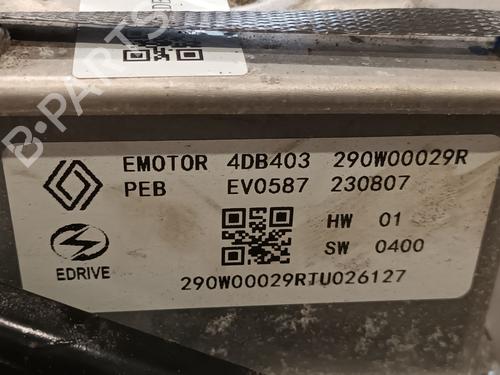 B-PARTS
EMOTOR 4DB403 290W00029R
PEB EV0587 230807
HW 01
SW 0400
EDRIVE
290W00029RTU026127